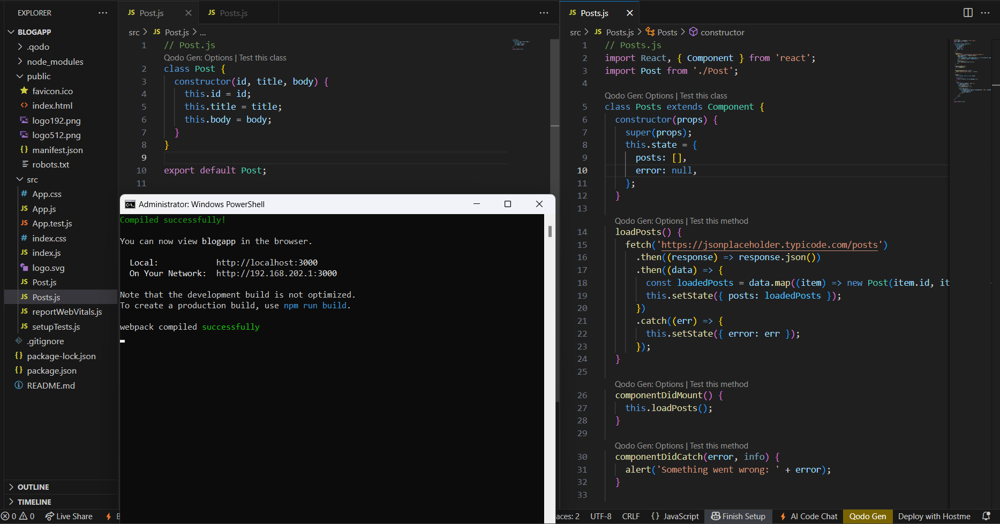 EXPLORER
BLOGAPP
.qodo
node_modules
public
favicon.ico
index.html
logo192.png
logo512.png
manifest.json
robots.txt
src
App.css
App.js
App.test.js
index.css
index.js
logo.svg
Post.js
Posts.js
reportWebVitals.js
setupTests.js
.gitignore
package-lock.json
package.json
README.md
OUTLINE
TIMELINE
JS Post.js
JS Posts.js
src > JS Post.js > ...
1 // Post.js
Qodo Gen: Options | Test this class
2 class Post {
3 constructor(id, title, body) {
4 this.id = id;
5 this.title = title;
6 this.body = body;
7 }
8 }
9
10 export default Post;
11
Administrator: Windows PowerShell
Compiled successfully!
You can now view blogapp in the browser.
Local: http://localhost:3000
On Your Network: http://192.168.202.1:3000
Note that the development build is not optimized.
To create a production build, use npm run build.
webpack compiled successfully
JS Posts.js
src > JS Posts.js > Posts > constructor
1 // Posts.js
2 import React, { Component } from 'react';
3 import Post from './Post';
4
Qodo Gen: Options | Test this class
5 class Posts extends Component {
6 constructor(props) {
7 super(props);
8 this.state = {
9 posts: [],
10 error: null,
11 };
12 }
13
Qodo Gen: Options | Test this method
14 loadPosts() {
15 fetch('https://jsonplaceholder.typicode.com/posts')
16 .then((response) => response.json())
17 .then((data) => {
18 const loadedPosts = data.map((item) => new Post(item.id, it
19 this.setState({ posts: loadedPosts });
20 })
21 .catch((err) => {
22 this.setState({ error: err });
23 });
24 }
25
Qodo Gen: Options | Test this method
26 componentDidMount() {
27 this.loadPosts();
28 }
29
Qodo Gen: Options | Test this method
30 componentDidCatch(error, info) {
31 alert('Something went wrong: ' + error);
32 }
33
0 0 Live Share aces: 2 UTF-8 CRLF {} JavaScript Finish Setup AI Code Chat Qodo Gen Deploy with Hostme